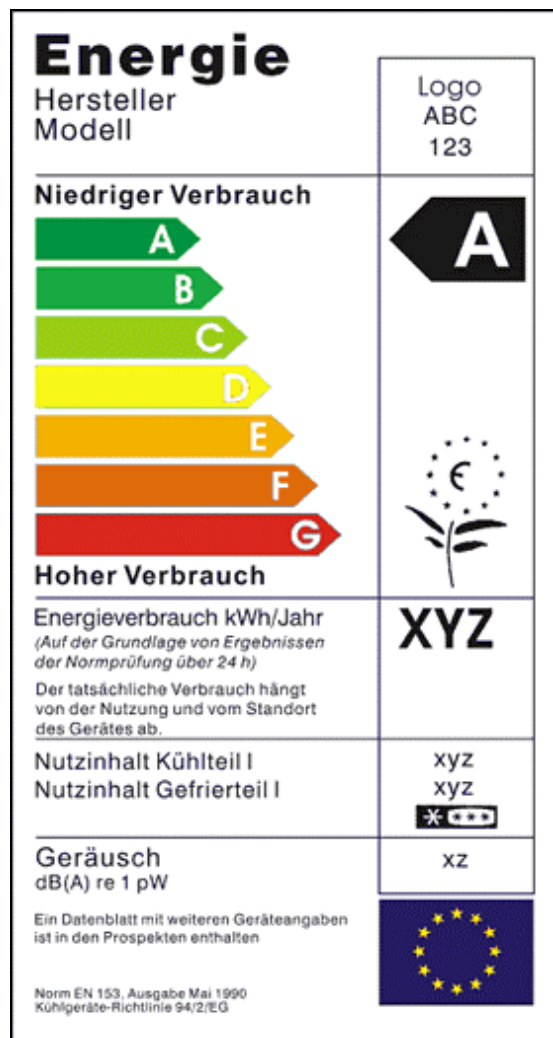 Energie
Hersteller
Modell
Logo
ABC
123
Niedriger Verbrauch
A
B
C
D
E
F
G
A
Hoher Verbrauch
Energieverbrauch kWh/Jahr
(Auf der Grundlage von Ergebnissen
der Normprüfung über 24 h)
XYZ
Der tatsächliche Verbrauch hängt
von der Nutzung und vom Standort
des Gerätes ab.
Nutzinhalt Kühlteil l
xyz
Nutzinhalt Gefrierteil l
xyz
Geräusch
dB(A) re 1 pW
xz
Ein Datenblatt mit weiteren Geräteangaben
ist in den Prospekten enthalten
Norm EN 153, Ausgabe Mai 1990
Kühlgeräte-Richtlinie 94/2/EG